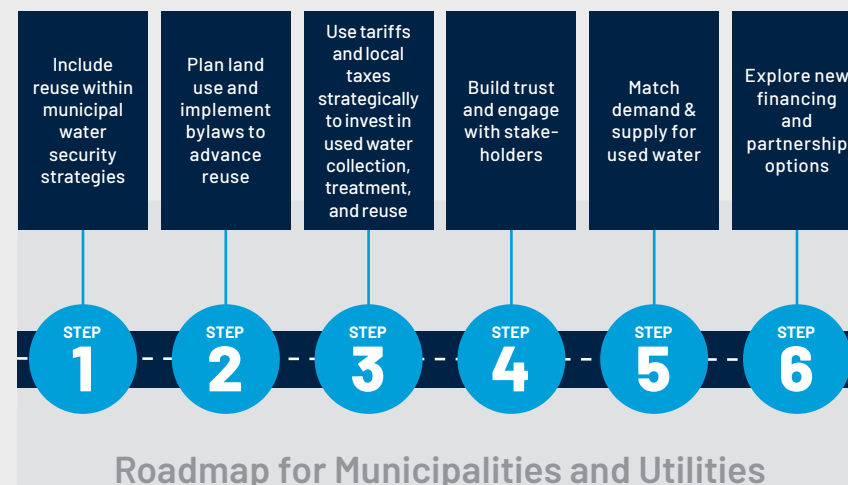 Include
reuse within
municipal
water
security
strategies
Plan land
use and
implement
bylaws to
advance
reuse
Use tariffs
and local
taxes
strategically
to invest in
used water
collection,
treatment,
and reuse
Build trust
and engage
with stake-
holders
Match
demand &
supply for
used water
Explore new
financing
and
partnership
options
STEP
1
STEP
2
STEP
3
STEP
4
STEP
5
STEP
6
Roadmap for Municipalities and Utilities